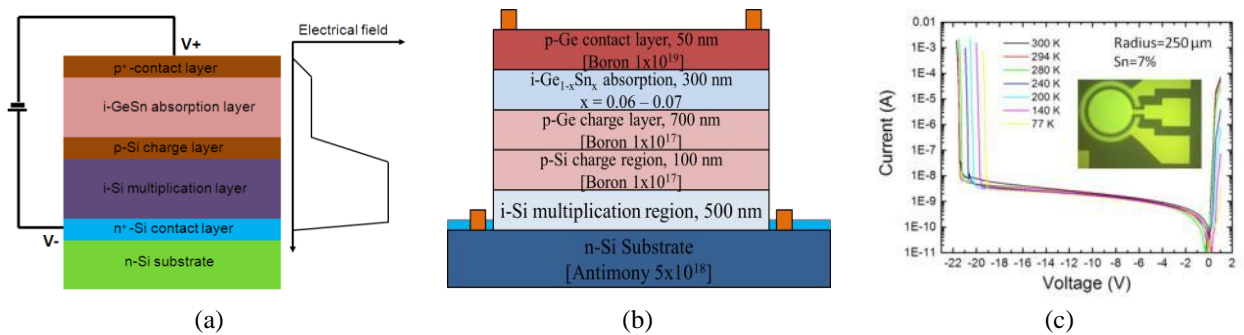 V+
Electrical field
p⁺-contact layer
i-GeSn absorption layer
p-Si charge layer
i-Si multiplication layer
n⁺-Si contact layer
V-
n-Si substrate
(a)
p-Ge contact layer, 50 nm
[Boron 1x10¹⁹]
i-Ge₁₋ₓSnₓ absorption, 300 nm
x = 0.06 – 0.07
p-Ge charge layer, 700 nm
[Boron 1x10¹⁷]
p-Si charge region, 100 nm
[Boron 1x10¹⁷]
i-Si multiplication region, 500 nm
n-Si Substrate
[Antimony 5x10¹⁸]
(b)
Current (A)
0.01
1E-3
1E-4
1E-5
1E-6
1E-7
1E-8
1E-9
1E-10
1E-11
300 K
294 K
280 K
240 K
200 K
140 K
77 K
Radius=250 μm
Sn=7%
-22 -20 -18 -16 -14 -12 -10 -8 -6 -4 -2 0 2
Voltage (V)
(c)